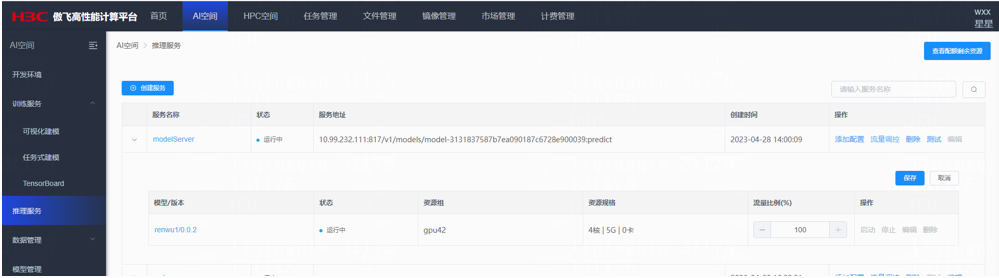 H3C 傲飞高性能计算平台 首页 AI空间 HPC空间 任务管理 文件管理 镜像管理 市场管理 计费管理 wxx
星星
AI空间
AI空间 > 推理服务
查看配额剩余资源
开发环境
创建服务
请输入服务名称
训练服务
服务名称 状态 服务地址 创建时间 操作
可视化建模
modelServer 运行中 10.99.232.111:817/v1/models/model-3131837587b7ea090187c6728e900039:predict 2023-04-28 14:00:09 添加配置 流量调控 删除 测试 编辑
任务式建模
保存 取消
TensorBoard
模型/版本 状态 资源组 资源规格 流量比例(%) 操作
推理服务
renwu1/0.0.2 运行中 gpu42 4核 | 5G | 0卡 — 100 + 启动 停止 编辑 删除
数据管理
模型管理